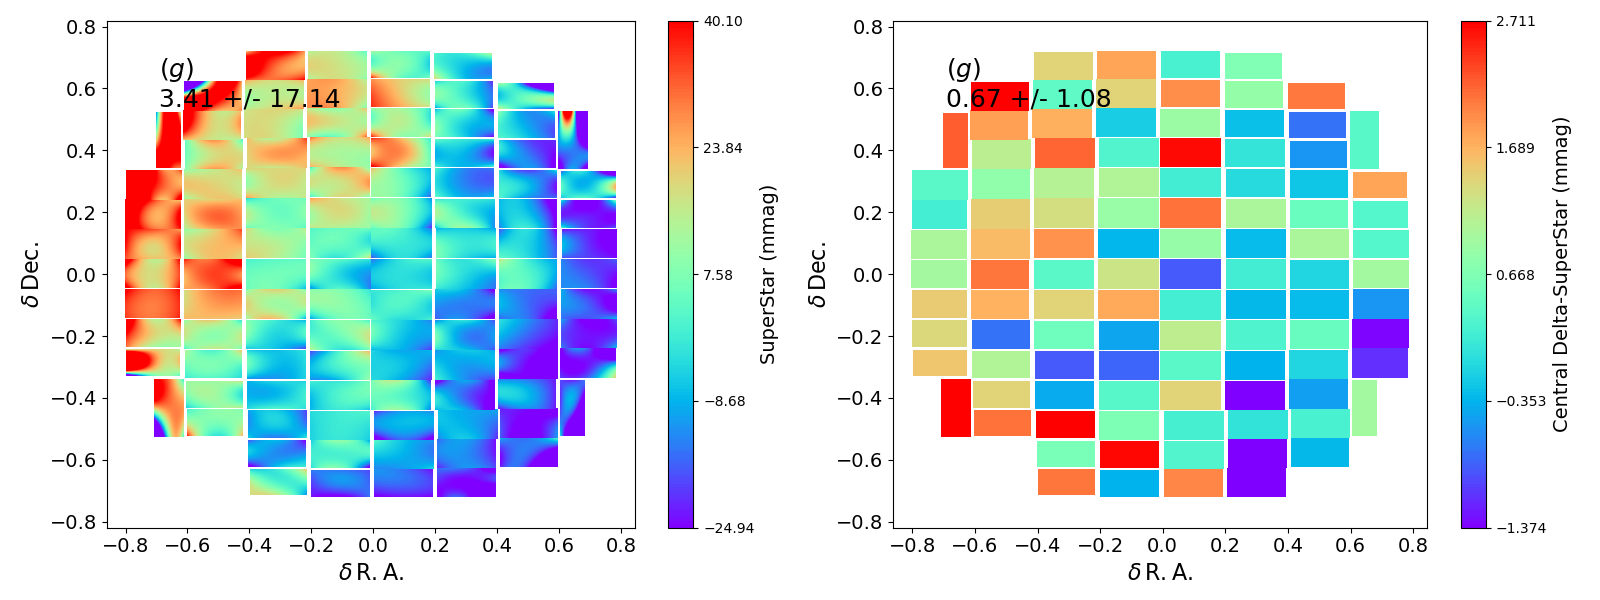 0.8
0.6
0.4
0.2
0.0
−0.2
−0.4
−0.6
−0.8
δ Dec.
(g)
3.41 +/- 17.14
−0.8 −0.6 −0.4 −0.2 0.0 0.2 0.4 0.6 0.8
δ R. A.
40.10
23.84
7.58
−8.68
−24.94
SuperStar (mmag)
0.8
0.6
0.4
0.2
0.0
−0.2
−0.4
−0.6
−0.8
δ Dec.
(g)
0.67 +/- 1.08
−0.8 −0.6 −0.4 −0.2 0.0 0.2 0.4 0.6 0.8
δ R. A.
2.711
1.689
0.668
−0.353
−1.374
Central Delta-SuperStar (mmag)